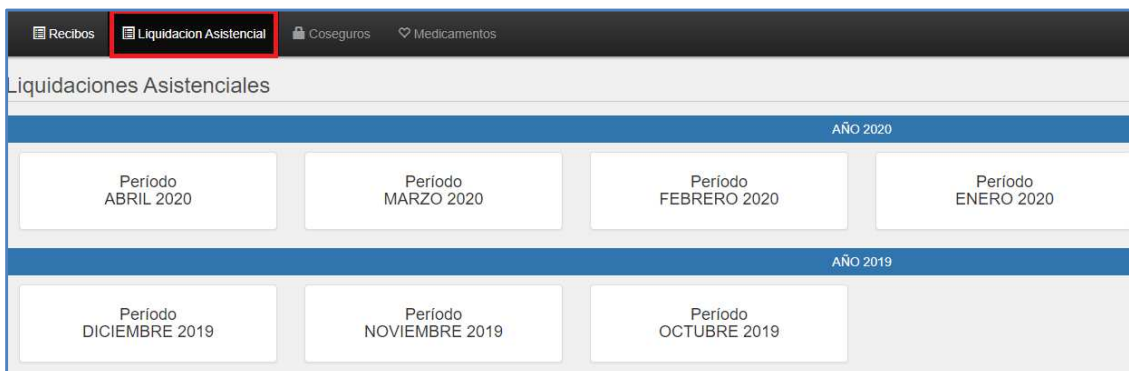 Recibos Liquidacion Asistencial Coseguros Medicamentos
Liquidaciones Asistenciales
AÑO 2020
Período Período Período Período
ABRIL 2020 MARZO 2020 FEBRERO 2020 ENERO 2020
AÑO 2019
Período Período Período
DICIEMBRE 2019 NOVIEMBRE 2019 OCTUBRE 2019